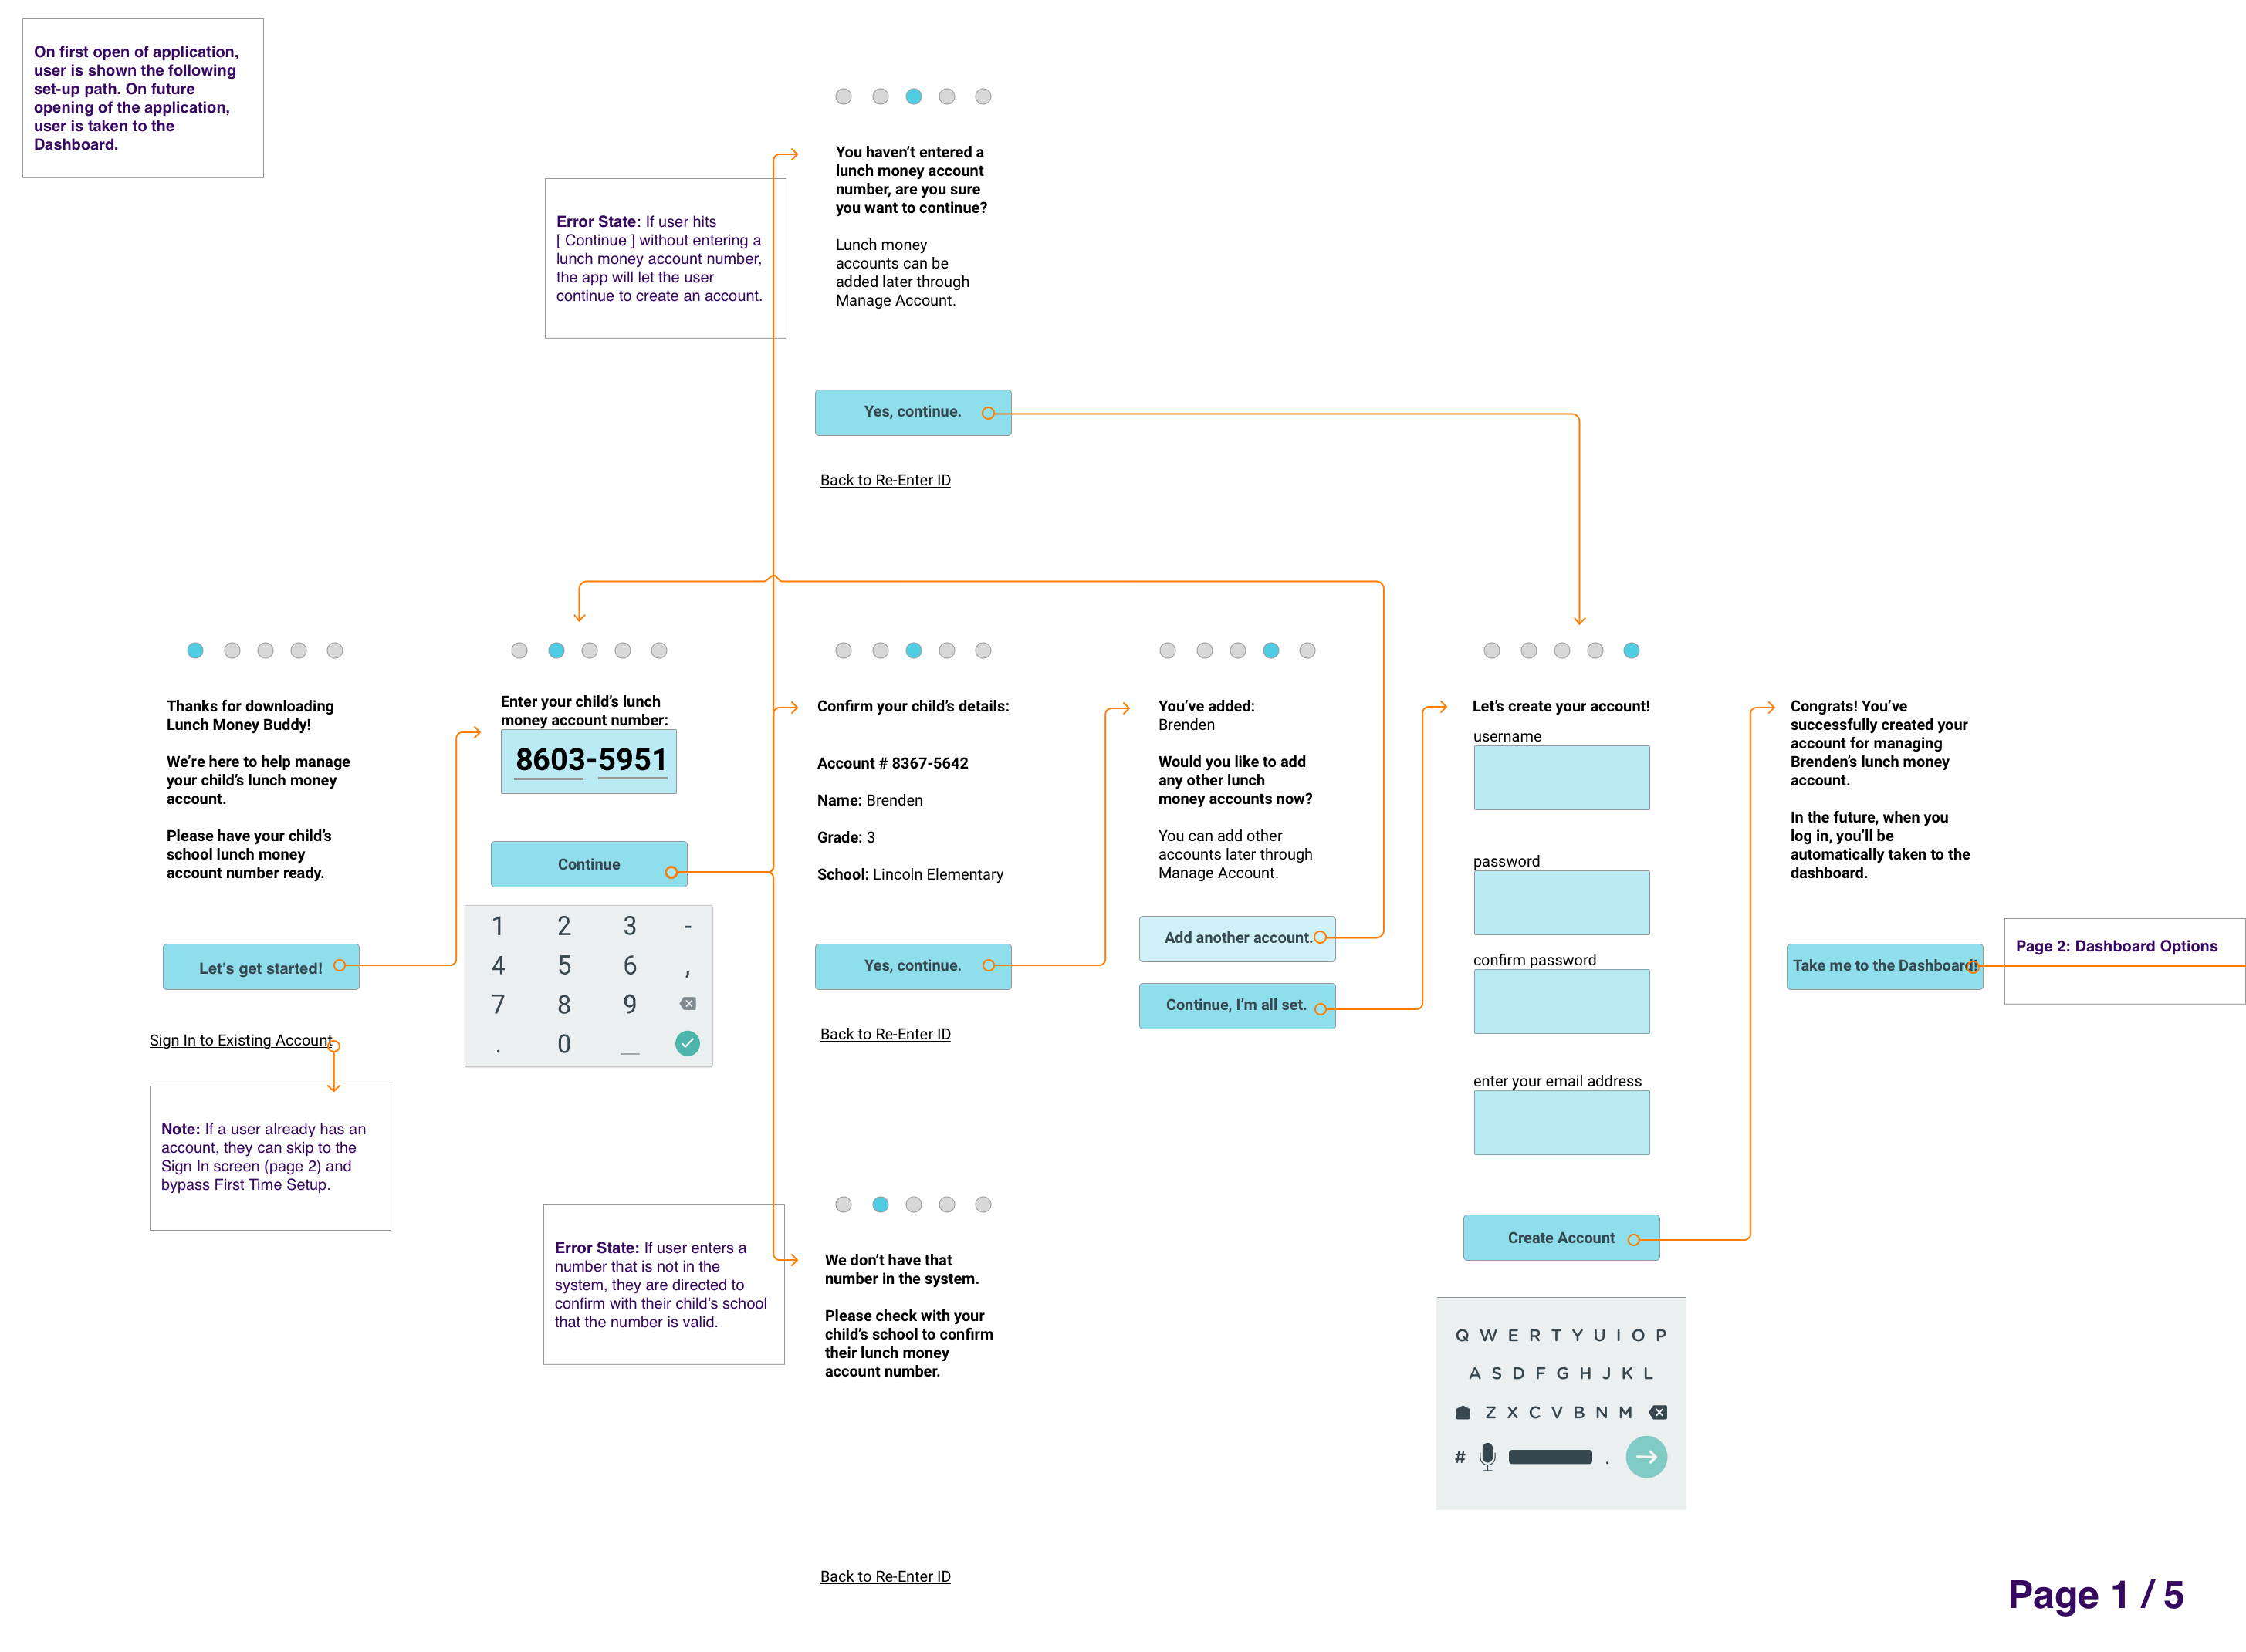 On first open of application,
user is shown the following
set-up path. On future
opening of the application,
user is taken to the
Dashboard.
You haven’t entered a
lunch money account
number, are you sure
you want to continue?
Lunch money
accounts can be
added later through
Manage Account.
Error State: If user hits
[ Continue ] without entering a
lunch money account number,
the app will let the user
continue to create an account.
Yes, continue.
Back to Re-Enter ID
Thanks for downloading
Lunch Money Buddy!
We’re here to help manage
your child’s lunch money
account.
Please have your child’s
school lunch money
account number ready.
Let’s get started!
Sign In to Existing Account
Note: If a user already has an
account, they can skip to the
Sign In screen (page 2) and
bypass First Time Setup.
Enter your child’s lunch
money account number:
8603-5951
Continue
1 2 3 -
4 5 6 ,
7 8 9
. 0 _
Confirm your child’s details:
Account # 8367-5642
Name: Brenden
Grade: 3
School: Lincoln Elementary
Yes, continue.
Back to Re-Enter ID
Error State: If user enters a
number that is not in the
system, they are directed to
confirm with their child’s school
that the number is valid.
We don’t have that
number in the system.
Please check with your
child’s school to confirm
their lunch money
account number.
Back to Re-Enter ID
You’ve added:
Brenden
Would you like to add
any other lunch
money accounts now?
You can add other
accounts later through
Manage Account.
Add another account.
Continue, I’m all set.
Let’s create your account!
username
password
confirm password
enter your email address
Create Account
Q W E R T Y U I O P
A S D F G H J K L
Z X C V B N M
# .
Congrats! You’ve
successfully created your
account for managing
Brenden’s lunch money
account.
In the future, when you
log in, you’ll be
automatically taken to the
dashboard.
Take me to the Dashboard!
Page 2: Dashboard Options
Page 1 / 5